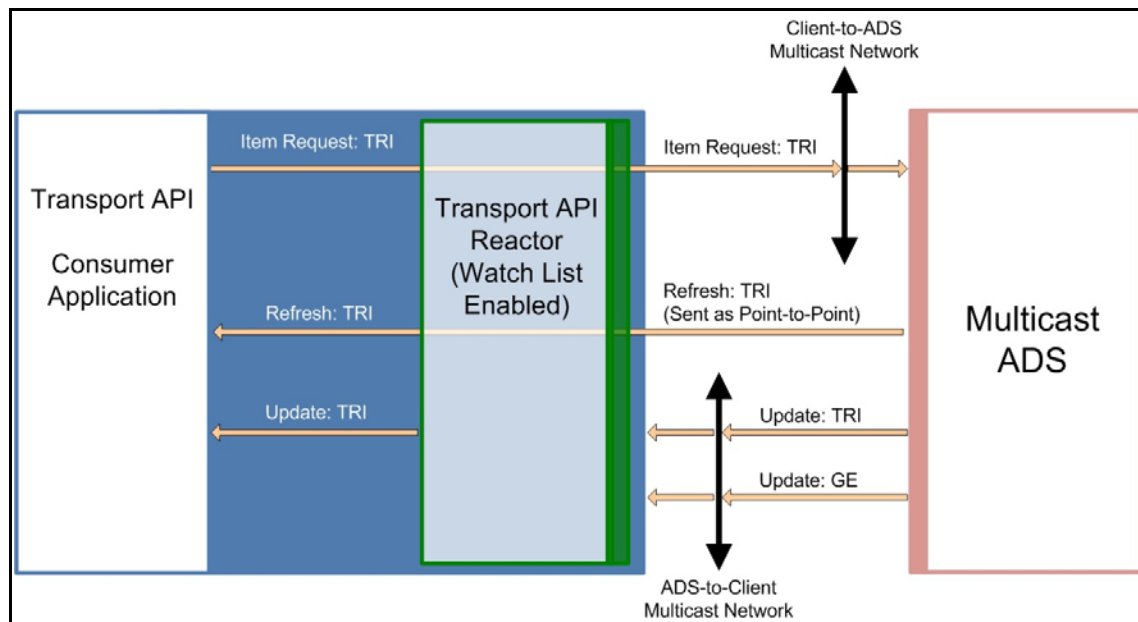 Client-to-ADS
Multicast Network
Item Request: TRI
Item Request: TRI
Transport API
Consumer
Application
Transport API
Reactor
(Watch List
Enabled)
Refresh: TRI
Refresh: TRI
(Sent as Point-to-Point)
Multicast
ADS
Update: TRI
Update: TRI
Update: GE
ADS-to-Client
Multicast Network